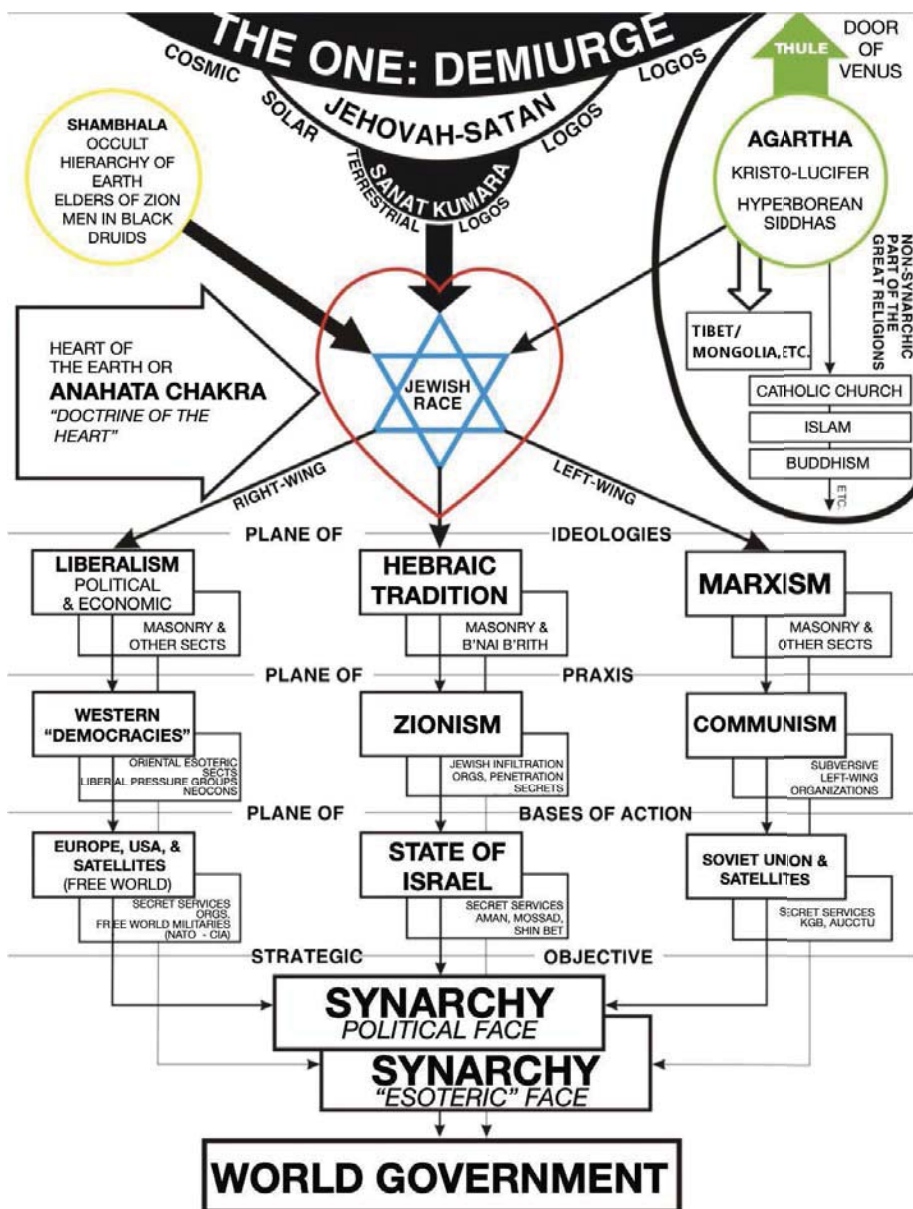 THE ONE: DEMIURGE
COSMIC
LOGOS
JEHOVAH-SATAN
SOLAR
LOGOS
SANAT KUMARA
TERRESTRIAL
LOGOS
SHAMBHALA
OCCULT
HIERARCHY OF
EARTH
ELDERS OF ZION
MEN IN BLACK
DRUIDS
THULE
DOOR
OF
VENUS
AGARTHA
KRISTO-LUCIFER
HYPERBOREAN
SIDDHAS
NON-SYNARCHIC
PART OF THE
GREAT RELIGIONS
TIBET/
MONGOLIA,ETC.
CATHOLIC CHURCH
ISLAM
BUDDHISM
ETC.
HEART OF
THE EARTH OR
ANAHATA CHAKRA
"DOCTRINE OF THE
HEART"
JEWISH
RACE
RIGHT-WING
LEFT-WING
PLANE OF
IDEOLOGIES
LIBERALISM
POLITICAL
& ECONOMIC
MASONRY &
OTHER SECTS
HEBRAIC
TRADITION
MASONRY &
B'NAI B'RITH
MARXISM
MASONRY &
OTHER SECTS
PLANE OF
PRAXIS
WESTERN
"DEMOCRACIES"
ORIENTAL ESOTERIC
SECTS
LIBERIAL PRESSURE GROUPS
NEOCONS
ZIONISM
JEWISH INFILTRATION
ORGS, PENETRATION
SECRETS
COMMUNISM
SUBVERSIVE
LEFT-WING
ORGANIZATIONS
PLANE OF
BASES OF ACTION
EUROPE, USA, &
SATELLITES
(FREE WORLD)
SECRET SERVICES
ORGS.
FREE WORLD MILITARIES
(NATO - CIA)
STATE OF
ISRAEL
SECRET SERVICES
AMAN, MOSSAD,
SHIN BET
SOVIET UNION &
SATELLITES
SECRET SERVICES
KGB, AUCCTU
STRATEGIC
OBJECTIVE
SYNARCHY
POLITICAL FACE
SYNARCHY
"ESOTERIC" FACE
WORLD GOVERNMENT